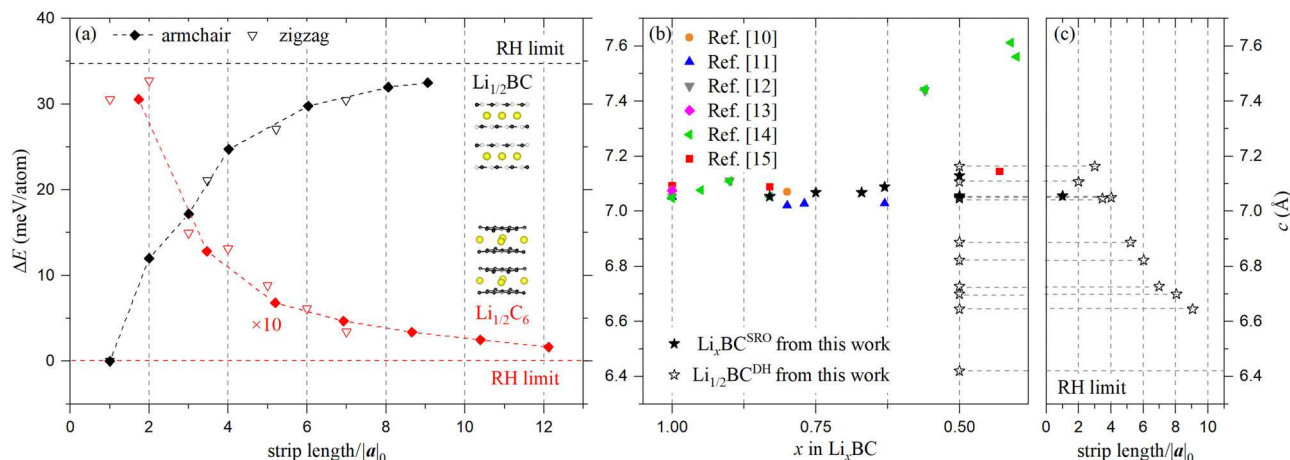 (a)
armchair
zigzag
RH limit
Li1/2BC
Li1/2C6
×10
RH limit
40
30
20
10
0
ΔE (meV/atom)
0 2 4 6 8 10 12
strip length/|a|0
(b)
Ref. [10]
Ref. [11]
Ref. [12]
Ref. [13]
Ref. [14]
Ref. [15]
LixBC^SRO from this work
Li1/2BC^DH from this work
7.6
7.4
7.2
7.0
6.8
6.6
6.4
1.00 0.75 0.50
x in LixBC
(c)
RH limit
0 2 4 6 8 10
strip length/|a|0
7.6
7.4
7.2
7.0
6.8
6.6
6.4
c (Å)